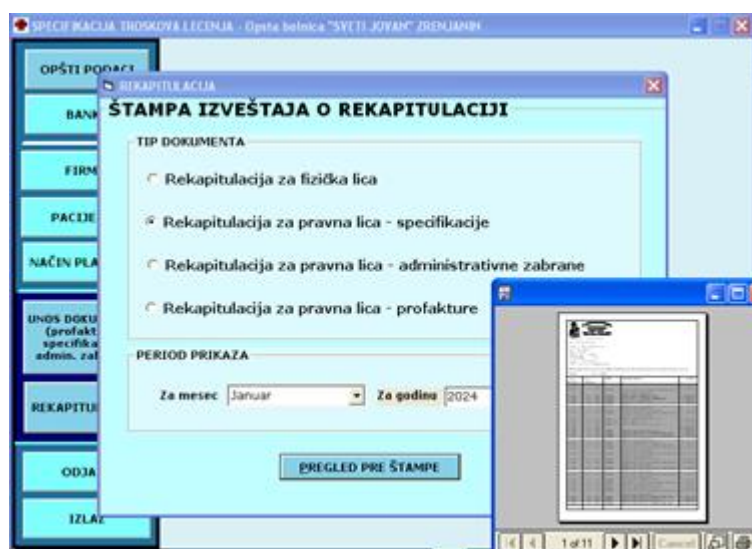 SPECIFIKACIJA TROSKOVA LECENJA - Opsta bolnica "SVETI JOVAN" ZRENJANIN
OPŠTI PODACI
REKAPITULACIJA
ŠTAMPA IZVEŠTAJA O REKAPITULACIJI
BANK
TIP DOKUMENTA
FIRM
Rekapitulacija za fizička lica
PACIJE
Rekapitulacija za pravna lica - specifikacije
NAČIN PLA
Rekapitulacija za pravna lica - administrativne zabrane
Rekapitulacija za pravna lica - profakture
UNOS DOKU
(profakt
specifika
admin. zal
PERIOD PRIKAZA
REKAPITU
Za mesec Januar Za godinu 2024
ODJA
PREGLED PRE ŠTAMPE
IZLAZ
1 of 11 Cancel